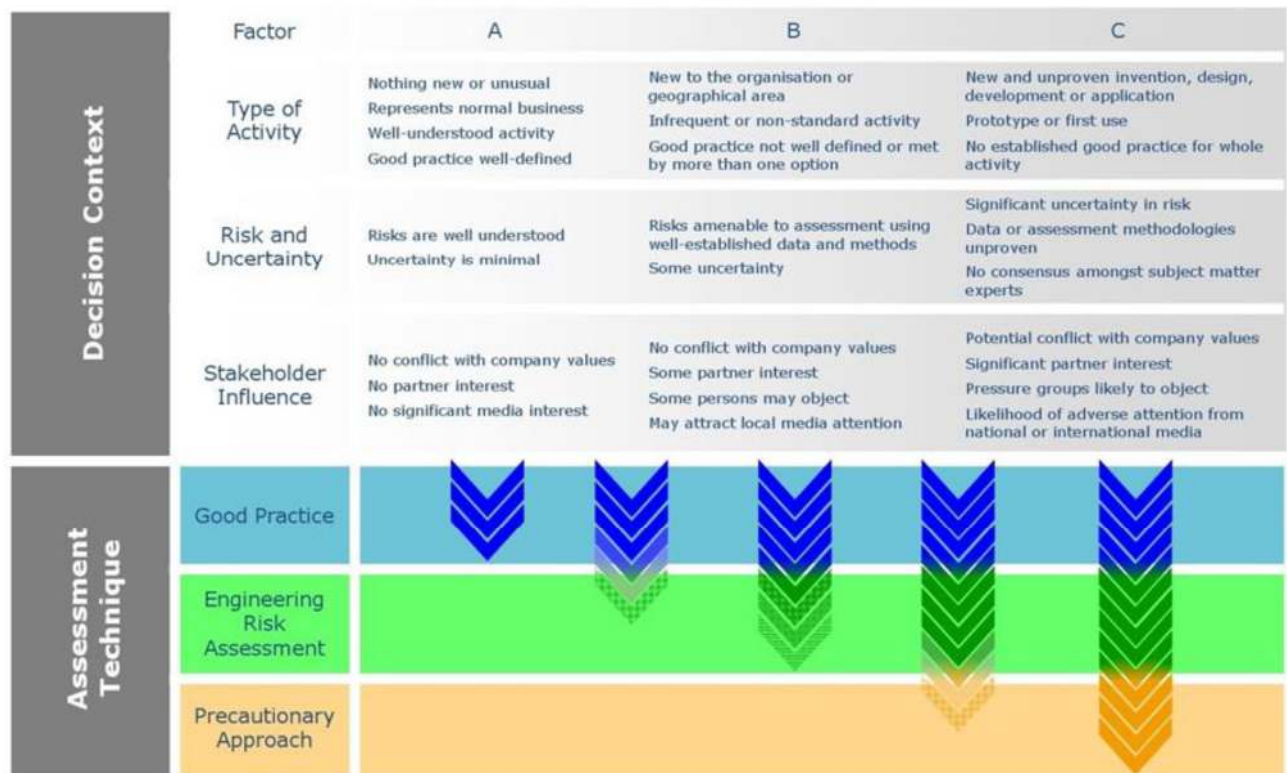 Decision Context
Factor
A
B
C
Type of
Activity
Nothing new or unusual
Represents normal business
Well-understood activity
Good practice well-defined
New to the organisation or
geographical area
Infrequent or non-standard activity
Good practice not well defined or met
by more than one option
New and unproven invention, design,
development or application
Prototype or first use
No established good practice for whole
activity
Risk and
Uncertainty
Risks are well understood
Uncertainty is minimal
Risks amenable to assessment using
well-established data and methods
Some uncertainty
Significant uncertainty in risk
Data or assessment methodologies
unproven
No consensus amongst subject matter
experts
Stakeholder
Influence
No conflict with company values
No partner interest
No significant media interest
No conflict with company values
Some partner interest
Some persons may object
May attract local media attention
Potential conflict with company values
Significant partner interest
Pressure groups likely to object
Likelihood of adverse attention from
national or international media
Assessment
Technique
Good Practice
Engineering
Risk
Assessment
Precautionary
Approach